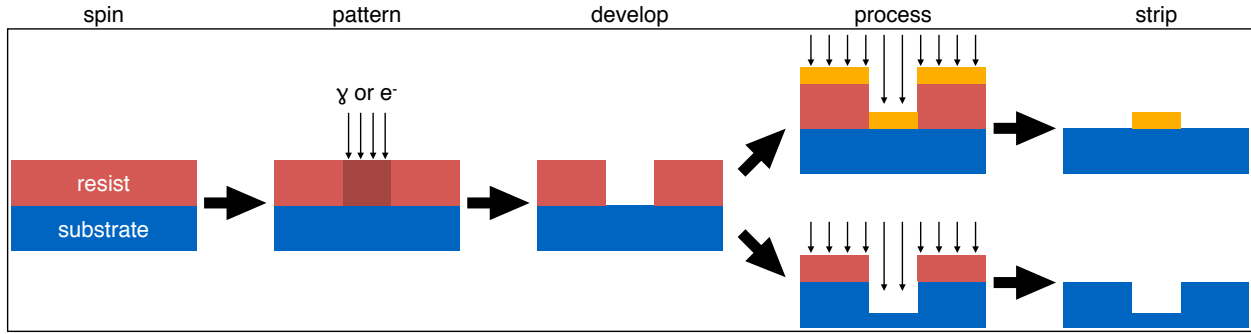 spin
pattern
develop
process
strip
ɣ or e-
resist
substrate